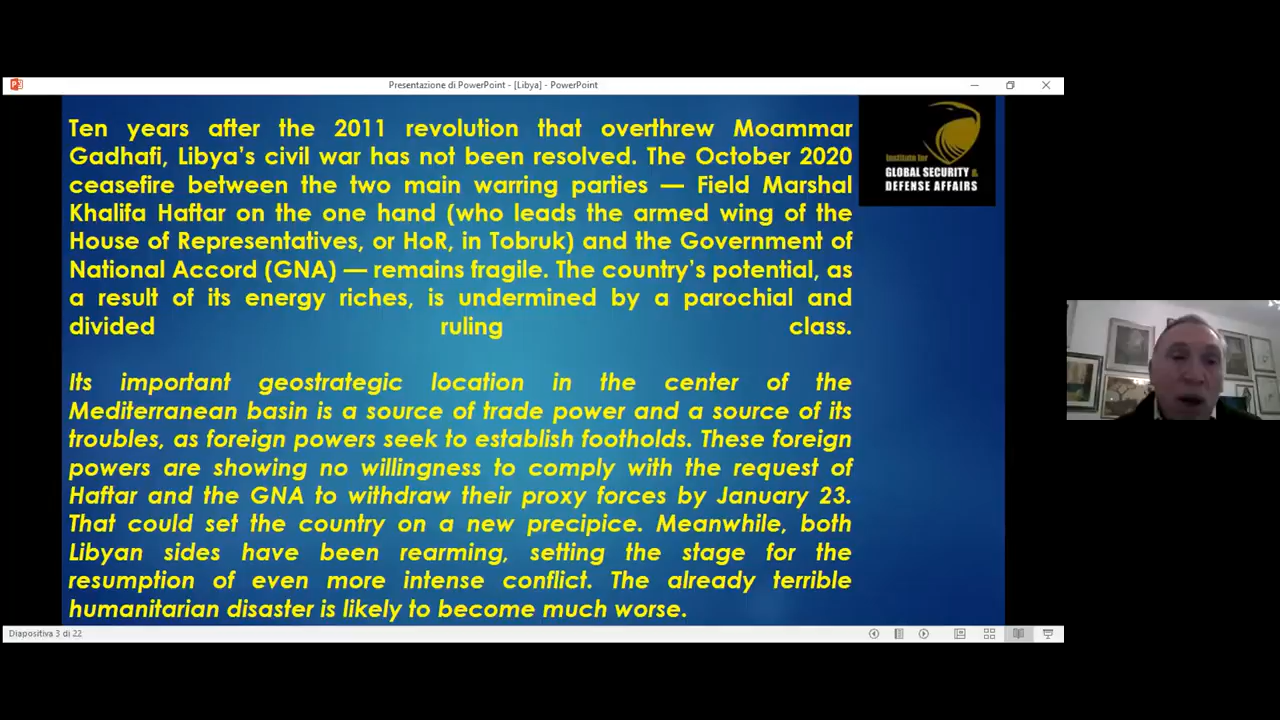 Presentazione di PowerPoint - [Libya] - PowerPoint
Ten years after the 2011 revolution that overthrew Moammar
Gadhafi, Libya's civil war has not been resolved. The October 2020
ceasefire between the two main warring parties — Field Marshal
Khalifa Haftar on the one hand (who leads the armed wing of the
House of Representatives, or HoR, in Tobruk) and the Government of
National Accord (GNA) — remains fragile. The country's potential, as
a result of its energy riches, is undermined by a parochial and
divided ruling class.
Its important geostrategic location in the center of the
Mediterranean basin is a source of trade power and a source of its
troubles, as foreign powers seek to establish footholds. These foreign
powers are showing no willingness to comply with the request of
Haftar and the GNA to withdraw their proxy forces by January 23.
That could set the country on a new precipice. Meanwhile, both
Libyan sides have been rearming, setting the stage for the
resumption of even more intense conflict. The already terrible
humanitarian disaster is likely to become much worse.
Institute for
GLOBAL SECURITY &
DEFENSE AFFAIRS
Diapositiva 3 di 22